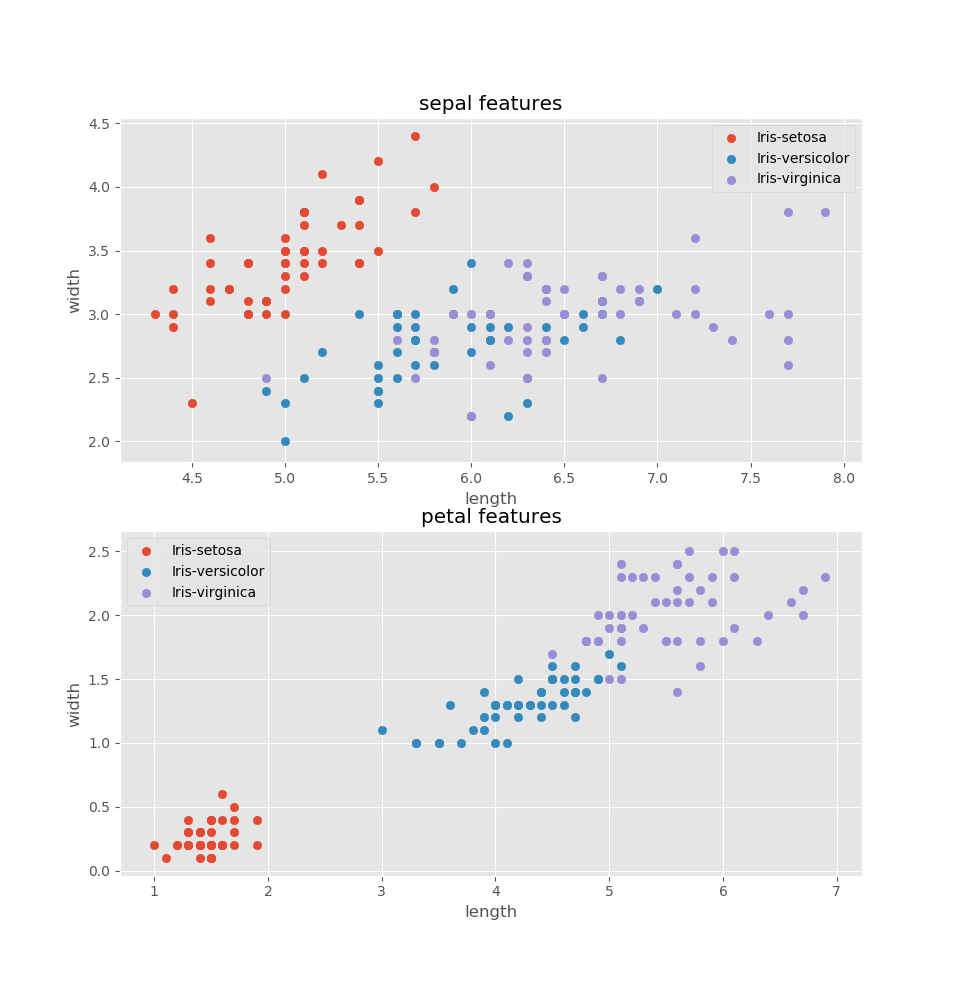 sepal features
4.5
4.0
3.5
3.0
2.5
2.0
width
Iris-setosa
Iris-versicolor
Iris-virginica
4.5 5.0 5.5 6.0 6.5 7.0 7.5 8.0
length
petal features
2.5
2.0
1.5
1.0
0.5
0.0
width
Iris-setosa
Iris-versicolor
Iris-virginica
1 2 3 4 5 6 7
length